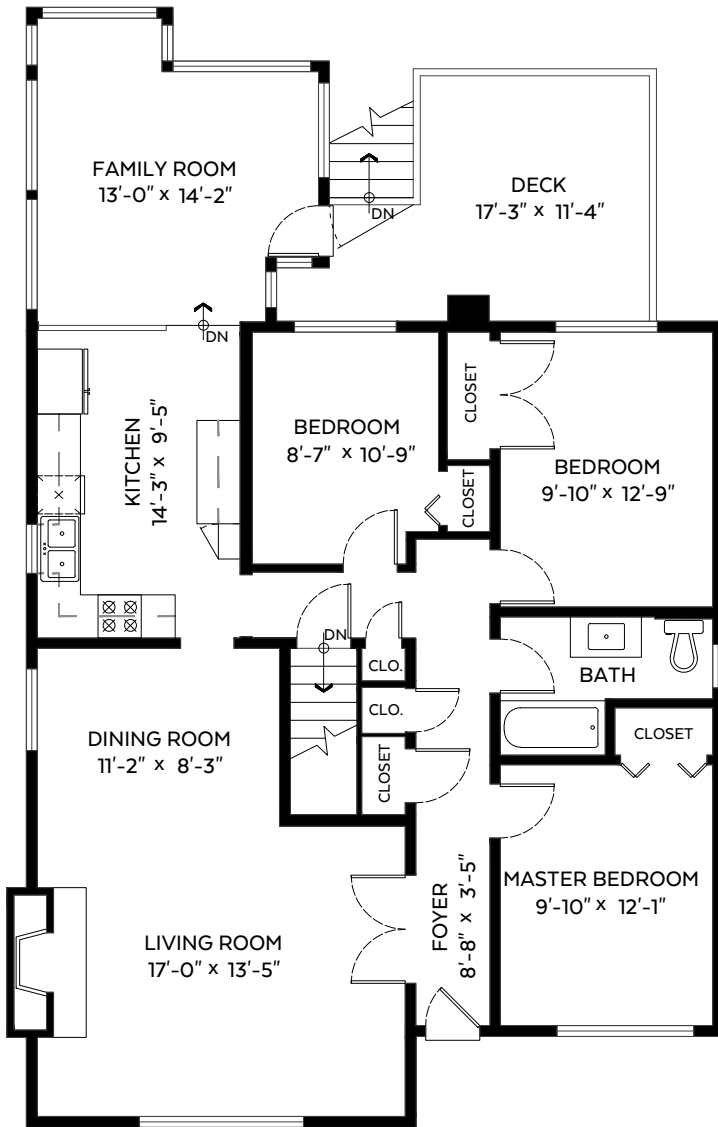 FAMILY ROOM
13'-0" x 14'-2"
DECK
17'-3" x 11'-4"
DN
DN
KITCHEN
14'-3" x 9'-5"
BEDROOM
8'-7" x 10'-9"
CLOSET
CLOSET
BEDROOM
9'-10" x 12'-9"
DN
CLO.
CLO.
CLOSET
BATH
CLOSET
DINING ROOM
11'-2" x 8'-3"
MASTER BEDROOM
9'-10" x 12'-1"
FOYER
8'-8" x 3'-5"
LIVING ROOM
17'-0" x 13'-5"